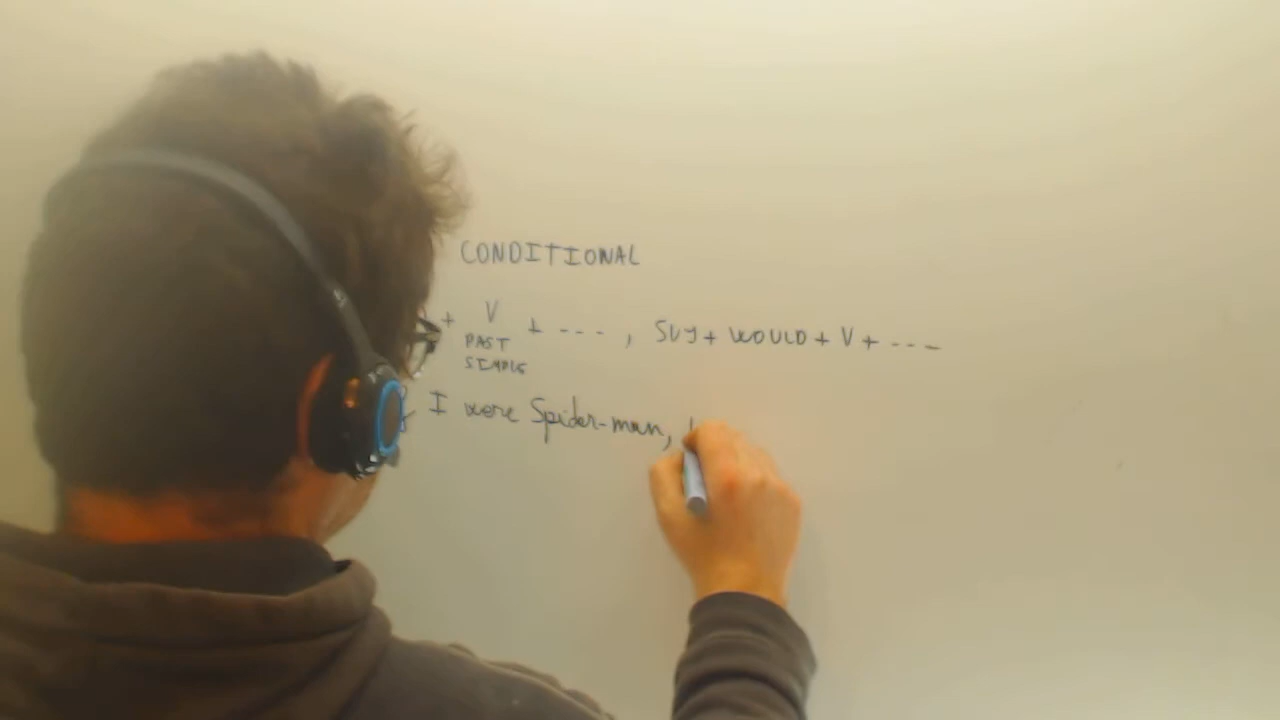 CONDITIONAL
+ V + ---- , SUJ + WOULD + V + ----
PAST
SIMPLE
I were Spider-man, I